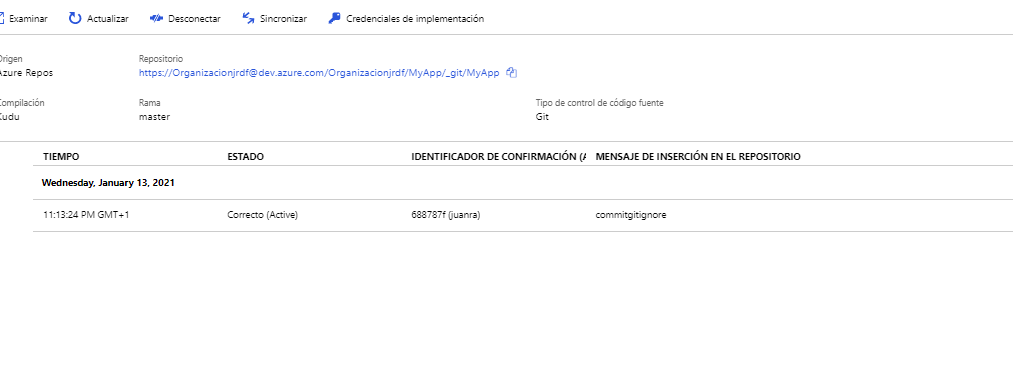 Examinar Actualizar Desconectar Sincronizar Credenciales de implementación
Origen Repositorio
Azure Repos https://Organizacionjrdf@dev.azure.com/Organizacionjrdf/MyApp/_git/MyApp
Compilación Rama Tipo de control de código fuente
Kudu master Git
TIEMPO ESTADO IDENTIFICADOR DE CONFIRMACIÓN (A MENSAJE DE INSERCIÓN EN EL REPOSITORIO
Wednesday, January 13, 2021
11:13:24 PM GMT+1 Correcto (Active) 688787f (juanra) commitgitignore